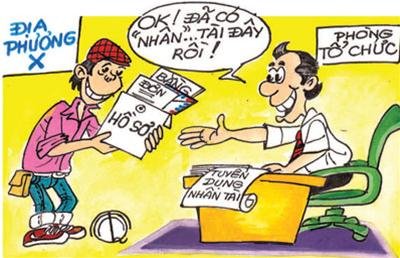 ĐỊA
PHƯƠNG
X
OK! ĐÃ CÓ
"NHÂN"... TÀI ĐÂY
RỒI!
PHÒNG
TỔ CHỨC
BẰNG
ĐƠN
HỒ SƠ
TUYỂN
DỤNG
NHÂN TÀI